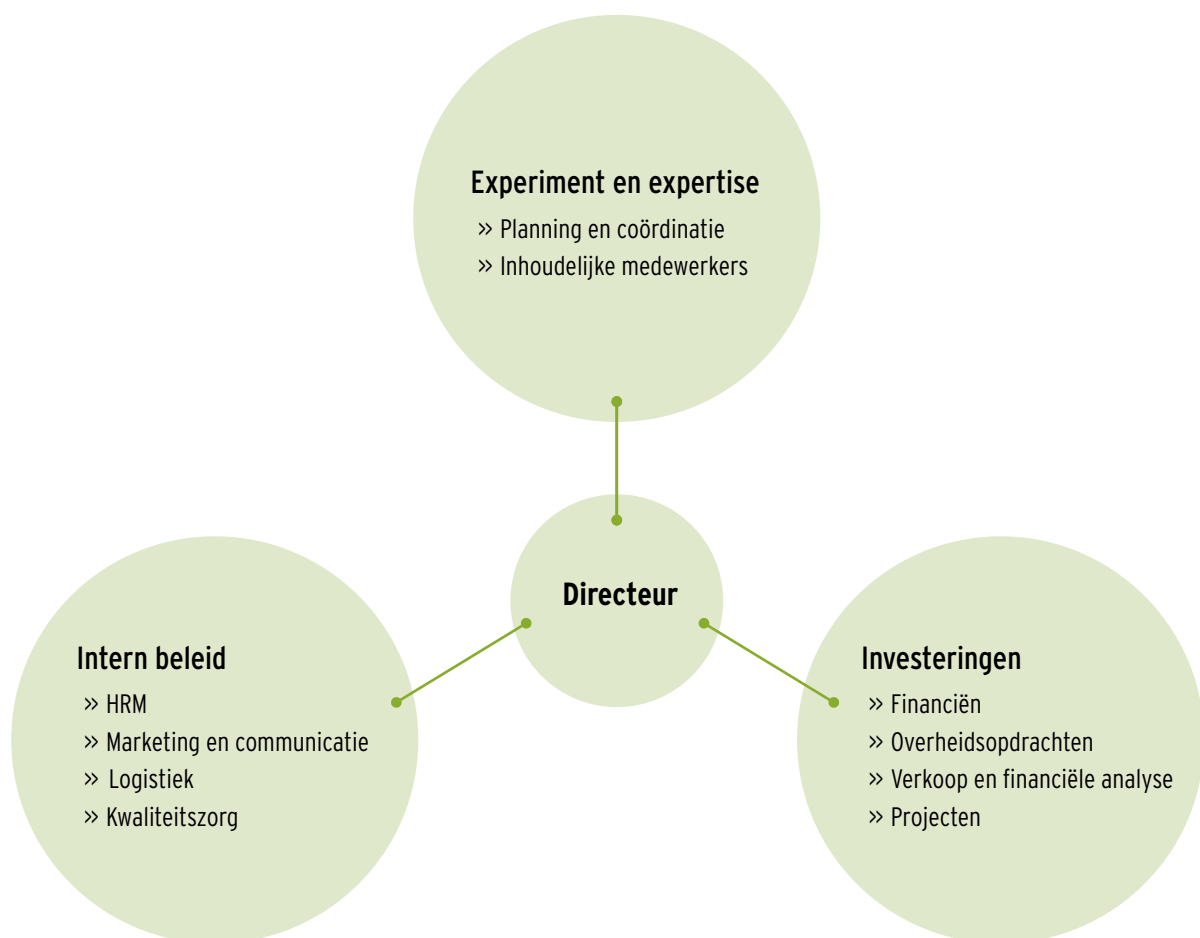 Experiment en expertise
» Planning en coördinatie
» Inhoudelijke medewerkers
Directeur
Intern beleid
» HRM
» Marketing en communicatie
» Logistiek
» Kwaliteitszorg
Investeringen
» Financiën
» Overheidsopdrachten
» Verkoop en financiële analyse
» Projecten